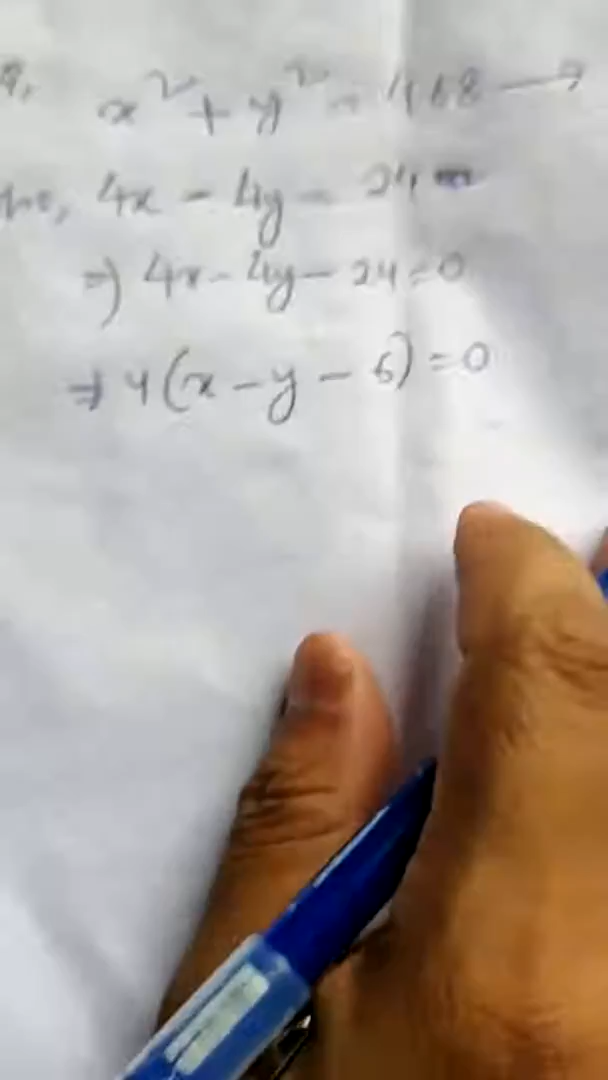 x² + y² = 468 →
4x - 4y = 24
⇒ 4x - 4y - 24 = 0
⇒ 4(x - y - 6) = 0